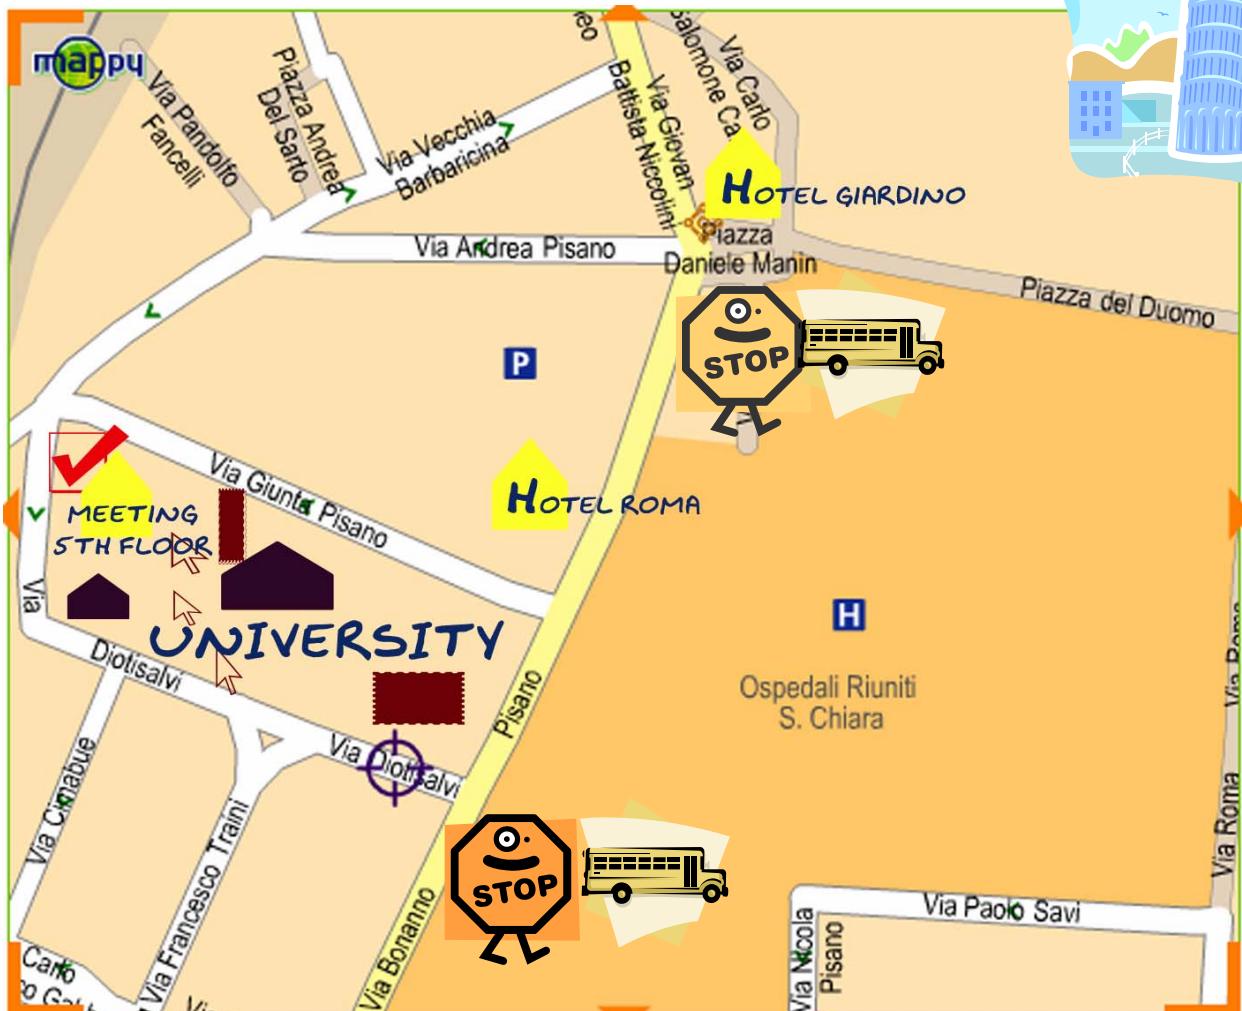 mappy
Via Pandolfo
Fancelli
Piazza Andrea
Del Sarto
Via Vecchia
Barbaricina
Via Giovan
Battista Niccolini
Via Carlo
Salomone Ca
HOTEL GIARDINO
Piazza
Daniele Manin
Via Andrea Pisano
Piazza del Duomo
P
STOP
Via Giunta Pisano
HOTEL ROMA
MEETING
5TH FLOOR
UNIVERSITY
Via
Diotisalvi
H
Ospedali Riuniti
S. Chiara
Pisano
Via Diotisalvi
Via Cimabue
Via Francesco Traini
STOP
Via Bonanno
Via Roma
Via Roma
Via Paolo Savi
Via Nicola
Pisano
Carlo